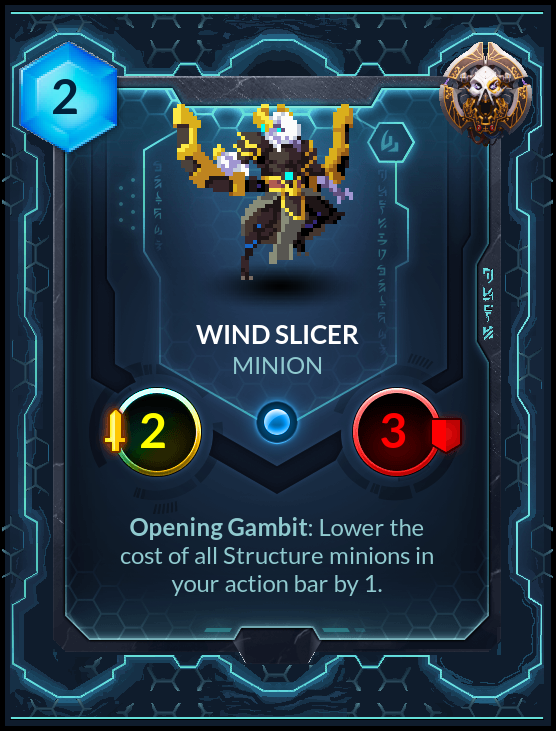 2
WIND SLICER
MINION
2
3
Opening Gambit: Lower the
cost of all Structure minions in
your action bar by 1.